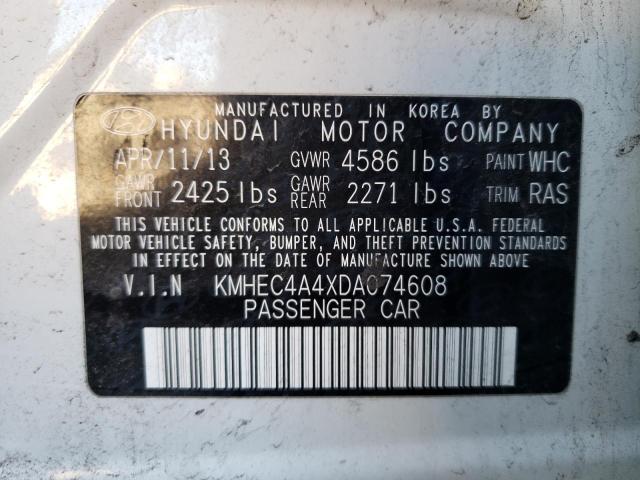 MANUFACTURED IN KOREA BY
HYUNDAI MOTOR COMPANY
APR/11/13 GVWR 4586 lbs PAINT WHC
GAWR FRONT 2425 lbs GAWR REAR 2271 lbs TRIM RAS
THIS VEHICLE CONFORMS TO ALL APPLICABLE U.S.A. FEDERAL
MOTOR VEHICLE SAFETY, BUMPER, AND THEFT PREVENTION STANDARDS
IN EFFECT ON THE DATE OF MANUFACTURE SHOWN ABOVE.
V.I.N KMHEC4A4XDA074608
PASSENGER CAR